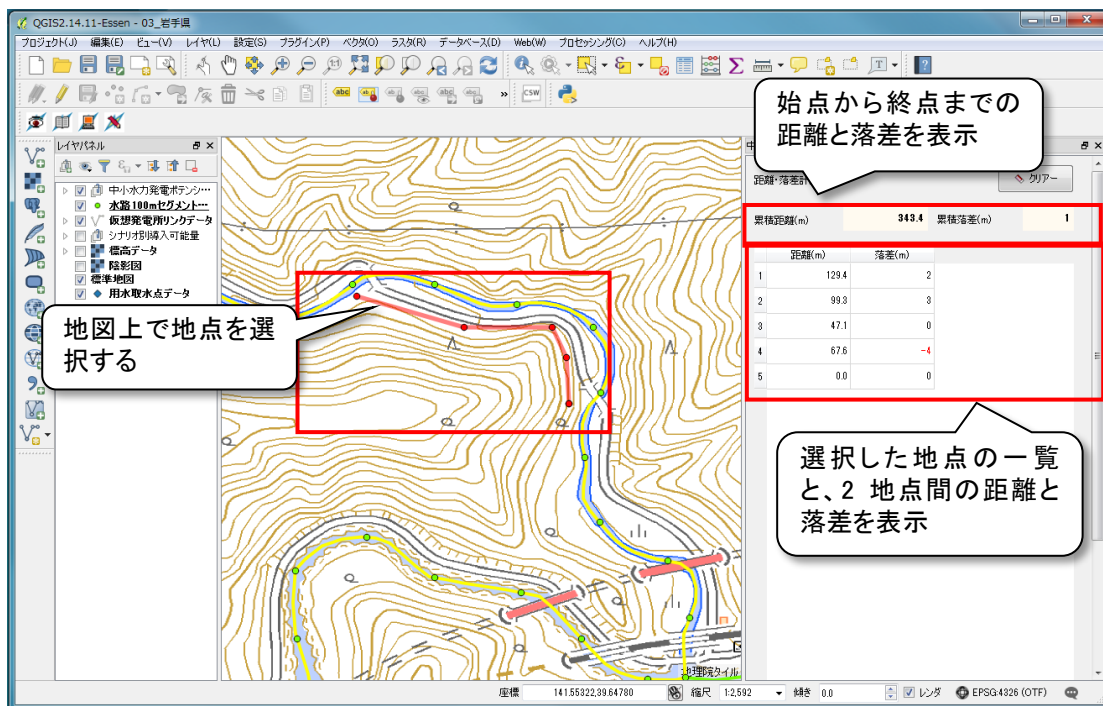 QGIS2.14.11-Essen - 03_岩手県
プロジェクト(J) 編集(E) ビュー(V) レイヤ(L) 設定(S) プラグイン(P) ベクタ(O) ラスタ(R) データベース(D) Web(W) プロセッシング(C) ヘルプ(H)
CSW
始点から終点までの
距離と落差を表示
レイヤパネル
中小水力発電ポテンシ…
水路100mセグメント…
仮想発電所リンクデータ
シナリオ別導入可能量
標高データ
陰影図
標準地図
用水取水点データ
距離・落差計
クリアー
累積距離(m) 343.4 累積落差(m) 1
距離(m) 落差(m)
1 129.4 2
2 99.3 3
3 47.1 0
4 67.6 -4
5 0.0 0
地図上で地点を選
択する
選択した地点の一覧
と、2 地点間の距離と
落差を表示
地理院タイル
座標 141.55322,39.64780 縮尺 1:2,592 傾き 0.0 レンダ EPSG:4326 (OTF)